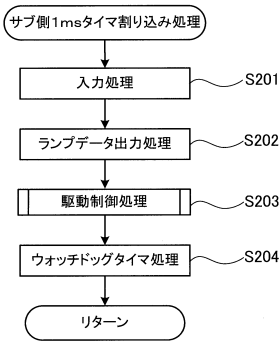 サブ側1msタイマ割り込み処理
入力処理
S201
ランプデータ出力処理
S202
駆動制御処理
S203
ウォッチドッグタイマ処理
S204
リターン